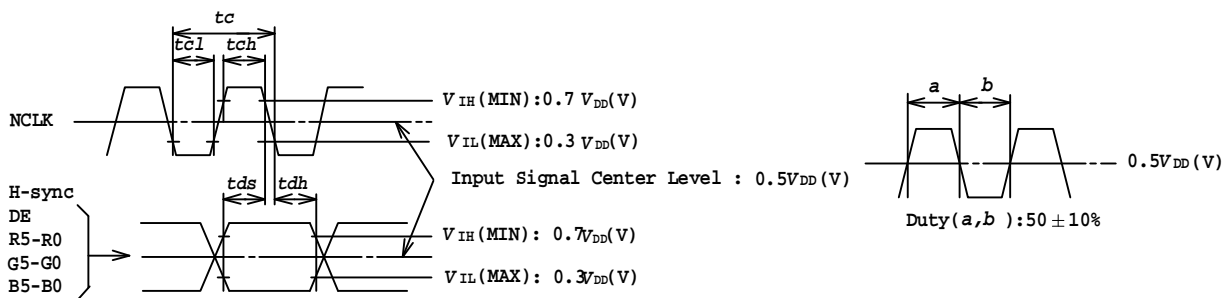 tc
tcl tch
NCLK
VIH(MIN):0.7 VDD(V)
VIL(MAX):0.3 VDD(V)
Input Signal Center Level : 0.5VDD(V)
tds tdh
H-sync
DE
R5-R0
G5-G0
B5-B0
VIH(MIN): 0.7VDD(V)
VIL(MAX): 0.3VDD(V)
a b
0.5VDD(V)
Duty(a,b ):50±10%